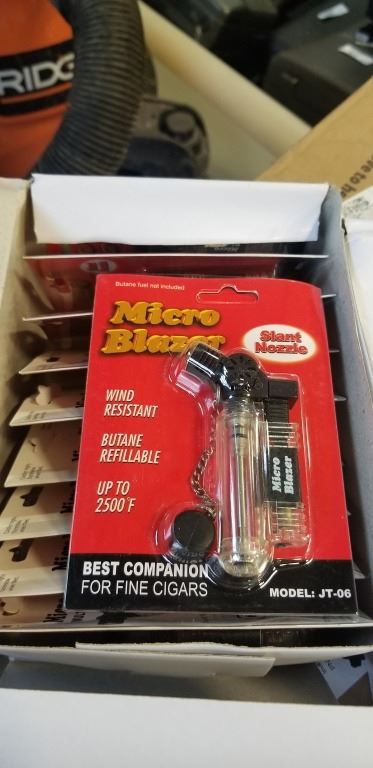 RIDG
Butane fuel not included
Micro
Blazer
Slant
Nozzle
WIND
RESISTANT
BUTANE
REFILLABLE
UP TO
2500°F
Micro
Blazer
BEST COMPANION
FOR FINE CIGARS
MODEL: JT-06